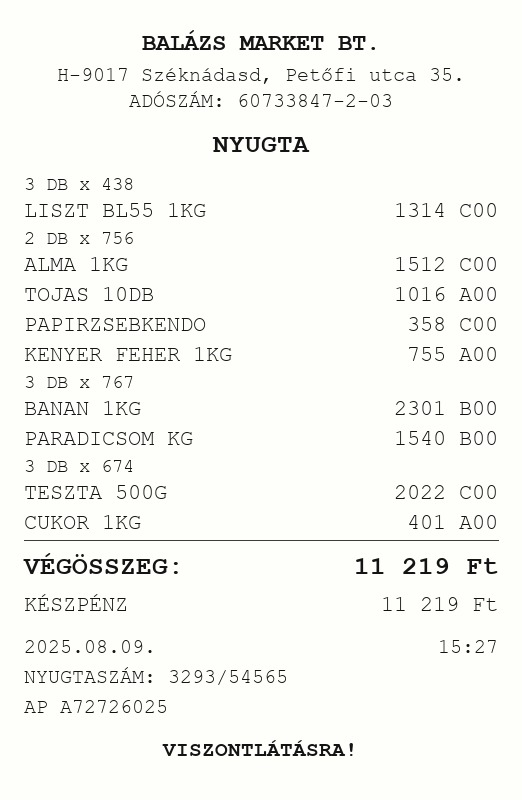 BALÁZS MARKET BT.
H-9017 Széknádasd, Petőfi utca 35.
ADÓSZÁM: 60733847-2-03
NYUGTA
3 DB x 438
LISZT BL55 1KG 1314 C00
2 DB x 756
ALMA 1KG 1512 C00
TOJAS 10DB 1016 A00
PAPIRZSEBKENDO 358 C00
KENYER FEHER 1KG 755 A00
3 DB x 767
BANAN 1KG 2301 B00
PARADICSOM KG 1540 B00
3 DB x 674
TESZTA 500G 2022 C00
CUKOR 1KG 401 A00
VÉGÖSSZEG: 11 219 Ft
KÉSZPÉNZ 11 219 Ft
2025.08.09. 15:27
NYUGTASZÁM: 3293/54565
AP A72726025
VISZONTLÁTÁSRA!